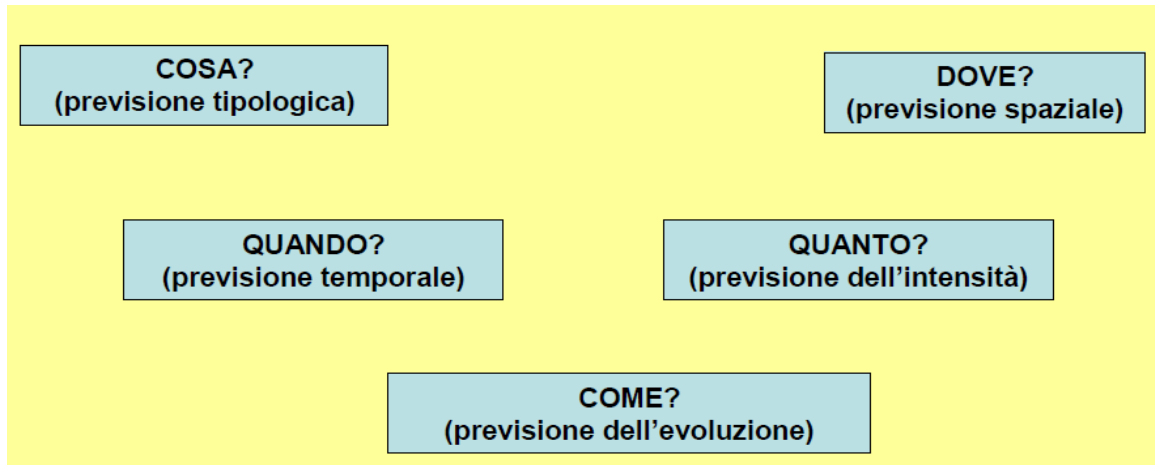 COSA?
(previsione tipologica)
DOVE?
(previsione spaziale)
QUANDO?
(previsione temporale)
QUANTO?
(previsione dell'intensità)
COME?
(previsione dell'evoluzione)